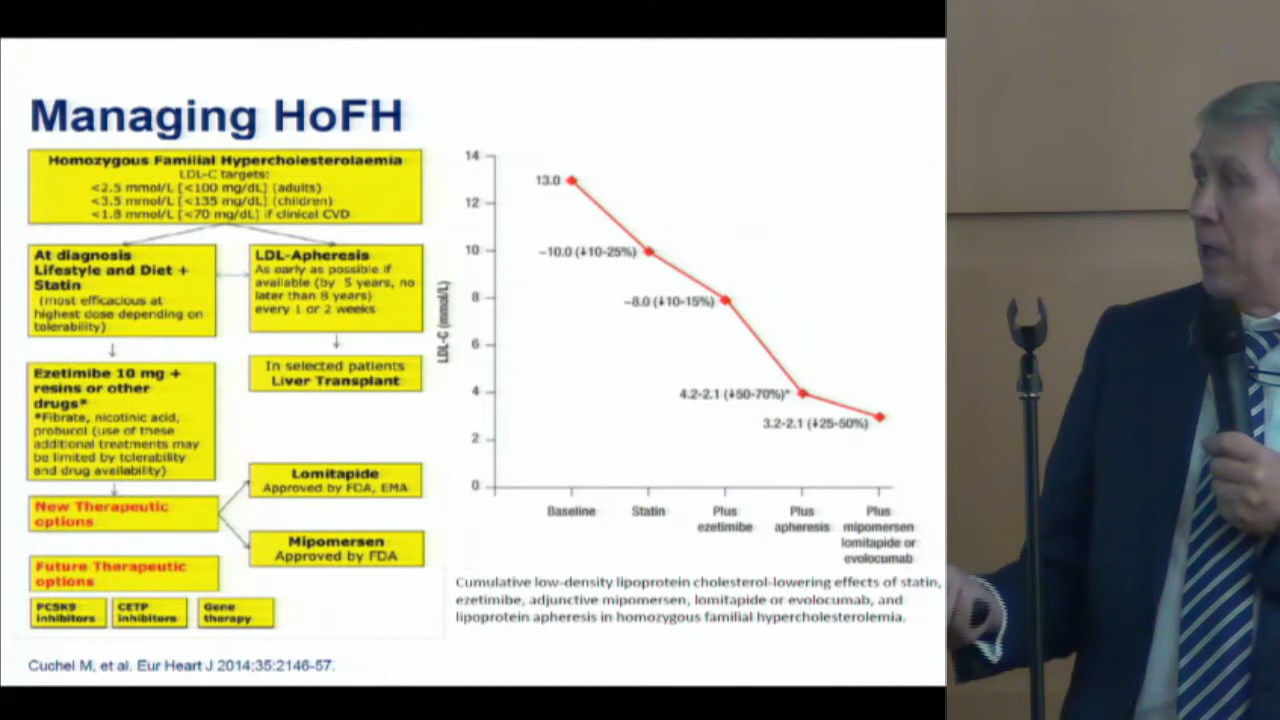 Managing HoFH
Homozygous Familial Hypercholesterolaemia
LDL-C targets:
<2.5 mmol/L [<100 mg/dL] (adults)
<3.5 mmol/L [<135 mg/dL] (children)
<1.8 mmol/L [<70 mg/dL] if clinical CVD
At diagnosis
Lifestyle and Diet +
Statin
(most efficacious at
highest dose depending on
tolerability)
LDL-Apheresis
As early as possible if
available (by 5 years, no
later than 8 years)
every 1 or 2 weeks
In selected patients
Liver Transplant
Ezetimibe 10 mg +
resins or other
drugs*
*Fibrate, nicotinic acid,
probucol (use of these
additional treatments may
be limited by tolerability
and drug availability)
Lomitapide
Approved by FDA, EMA
New Therapeutic
options
Mipomersen
Approved by FDA
Future Therapeutic
options
PCSK9
inhibitors
CETP
inhibitors
Gene
therapy
LDL-C (mmol/L)
14
12
10
8
6
4
2
0
13.0
~10.0 (↓10-25%)
~8.0 (↓10-15%)
4.2-2.1 (↓50-70%)*
3.2-2.1 (↓25-50%)
Baseline
Statin
Plus
ezetimibe
Plus
apheresis
Plus
mipomersen
lomitapide or
evolocumab
Cumulative low-density lipoprotein cholesterol-lowering effects of statin,
ezetimibe, adjunctive mipomersen, lomitapide or evolocumab, and
lipoprotein apheresis in homozygous familial hypercholesterolemia.
Cuchel M, et al. Eur Heart J 2014;35:2146-57.